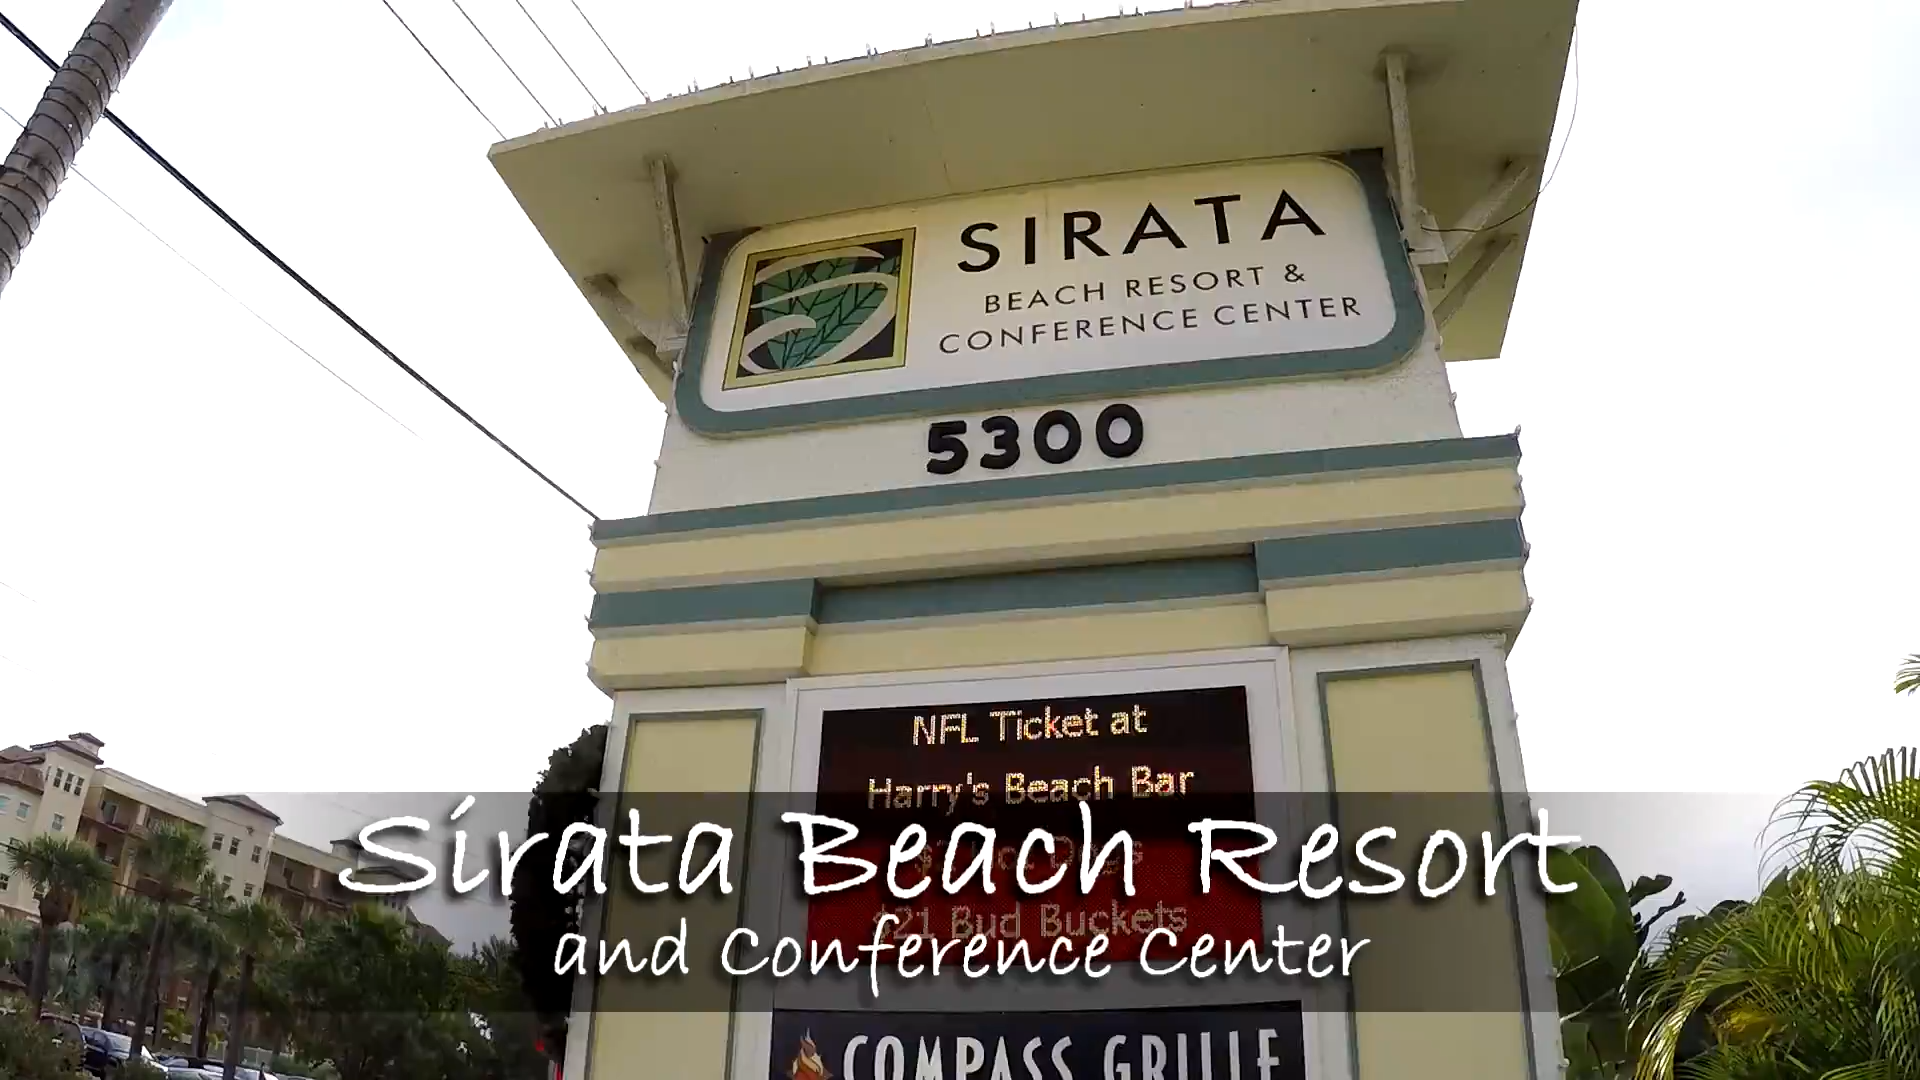 SIRATA
BEACH RESORT &
CONFERENCE CENTER
5300
NFL Ticket at
Harry's Beach Bar
Sirata Beach Resort
$21 Bud Buckets
and Conference Center
COMPASS GRILLE